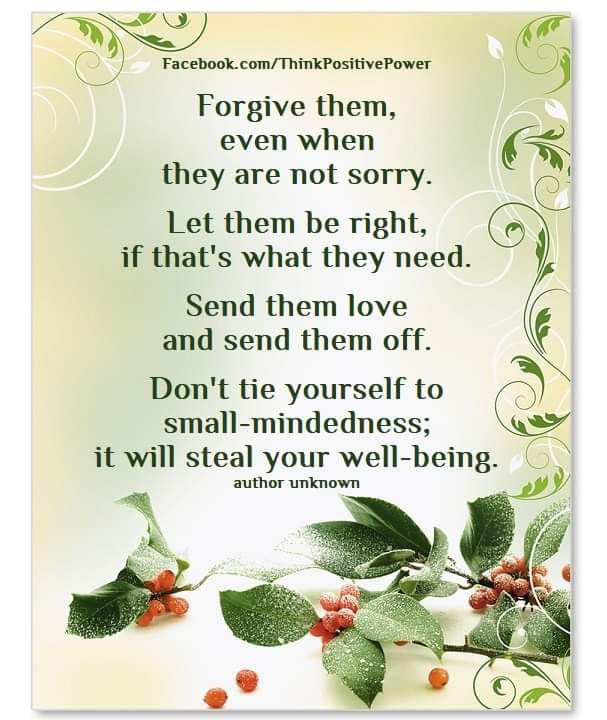 Facebook.com/ThinkPositivePower
Forgive them,
even when
they are not sorry.
Let them be right,
if that's what they need.
Send them love
and send them off.
Don't tie yourself to
small-mindedness;
it will steal your well-being.
author unknown